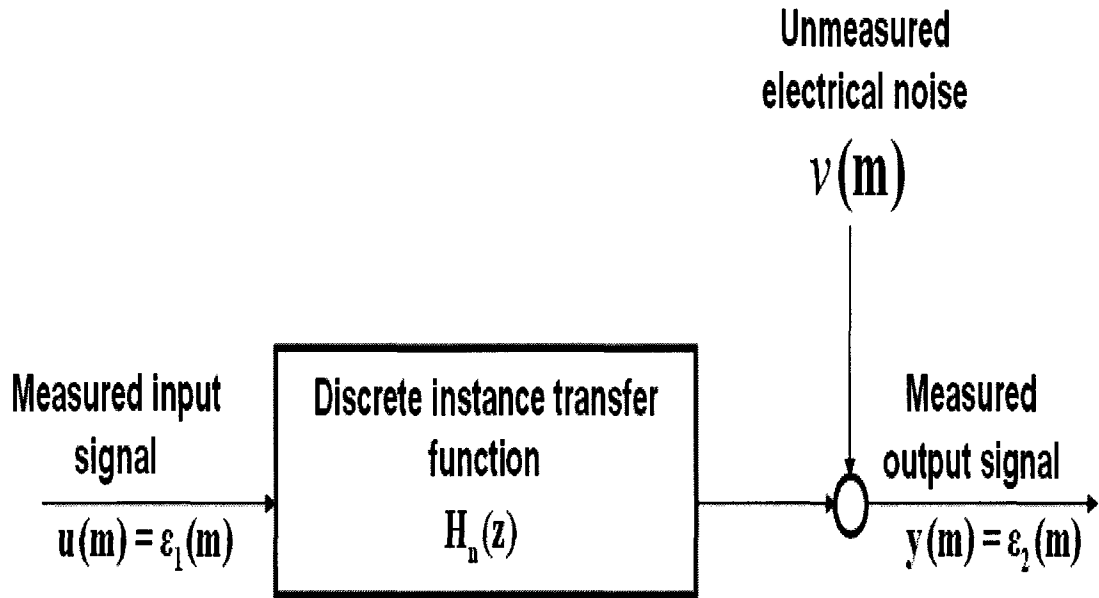 Unmeasured
electrical noise
ν(m)
Measured input
signal
u(m) = ε₁(m)
Discrete instance transfer
function
Hₙ(z)
Measured
output signal
y(m) = ε₂(m)